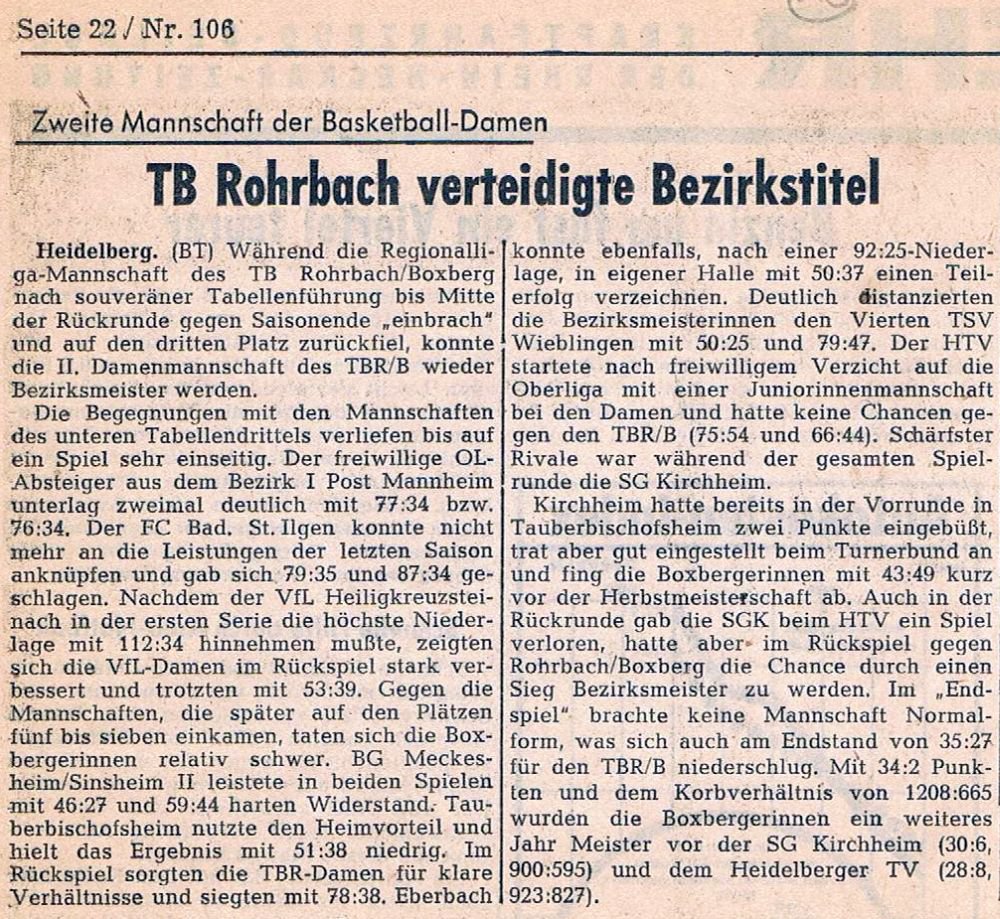 Seite 22 / Nr. 106
Zweite Mannschaft der Basketball-Damen
TB Rohrbach verteidigte Bezirkstitel
Heidelberg. (BT) Während die Regionalli-
ga-Mannschaft des TB Rohrbach/Boxberg
nach souveräner Tabellenführung bis Mitte
der Rückrunde gegen Saisonende „einbrach"
und auf den dritten Platz zurückfiel, konnte
die II. Damenmannschaft des TBR/B wieder
Bezirksmeister werden.
Die Begegnungen mit den Mannschaften
des unteren Tabellendrittels verliefen bis auf
ein Spiel sehr einseitig. Der freiwillige OL-
Absteiger aus dem Bezirk I Post Mannheim
unterlag zweimal deutlich mit 77:34 bzw.
76:34. Der FC Bad. St. Ilgen konnte nicht
mehr an die Leistungen der letzten Saison
anknüpfen und gab sich 79:35 und 87:34 ge-
schlagen. Nachdem der VfL Heiligkreuzstei-
nach in der ersten Serie die höchste Nieder-
lage mit 112:34 hinnehmen mußte, zeigten
sich die VfL-Damen im Rückspiel stark ver-
bessert und trotzten mit 53:39. Gegen die
Mannschaften, die später auf den Plätzen
fünf bis sieben einkamen, taten sich die Box-
bergerinnen relativ schwer. BG Meckes-
heim/Sinsheim II leistete in beiden Spielen
mit 46:27 und 59:44 harten Widerstand. Tau-
berbischofsheim nutzte den Heimvorteil und
hielt das Ergebnis mit 51:38 niedrig. Im
Rückspiel sorgten die TBR-Damen für klare
Verhältnisse und siegten mit 78:38. Eberbach
konnte ebenfalls, nach einer 92:25-Nieder-
lage, in eigener Halle mit 50:37 einen Teil-
erfolg verzeichnen. Deutlich distanzierten
die Bezirksmeisterinnen den Vierten TSV
Wieblingen mit 50:25 und 79:47. Der HTV
startete nach freiwilligem Verzicht auf die
Oberliga mit einer Juniorinnenmannschaft
bei den Damen und hatte keine Chancen ge-
gen den TBR/B (75:54 und 66:44). Schärfster
Rivale war während der gesamten Spiel-
runde die SG Kirchheim.
Kirchheim hatte bereits in der Vorrunde in
Tauberbischofsheim zwei Punkte eingebüßt,
trat aber gut eingestellt beim Turnerbund an
und fing die Boxbergerinnen mit 43:49 kurz
vor der Herbstmeisterschaft ab. Auch in der
Rückrunde gab die SGK beim HTV ein Spiel
verloren, hatte aber im Rückspiel gegen
Rohrbach/Boxberg die Chance durch einen
Sieg Bezirksmeister zu werden. Im „End-
spiel" brachte keine Mannschaft Normal-
form, was sich auch am Endstand von 35:27
für den TBR/B niederschlug. Mit 34:2 Punk-
ten und dem Korbverhältnis von 1208:665
wurden die Boxbergerinnen ein weiteres
Jahr Meister vor der SG Kirchheim (30:6,
900:595) und dem Heidelberger TV (28:8,
923:827).